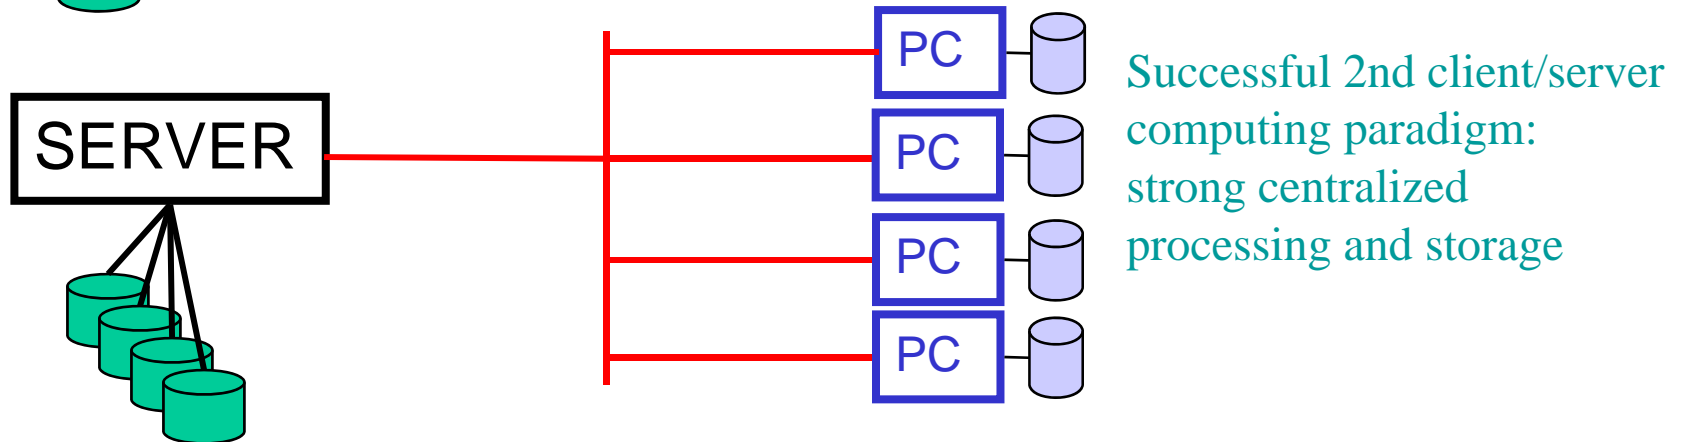 PC
SERVER
PC
PC
PC
Successful 2nd client/server
computing paradigm:
strong centralized
processing and storage